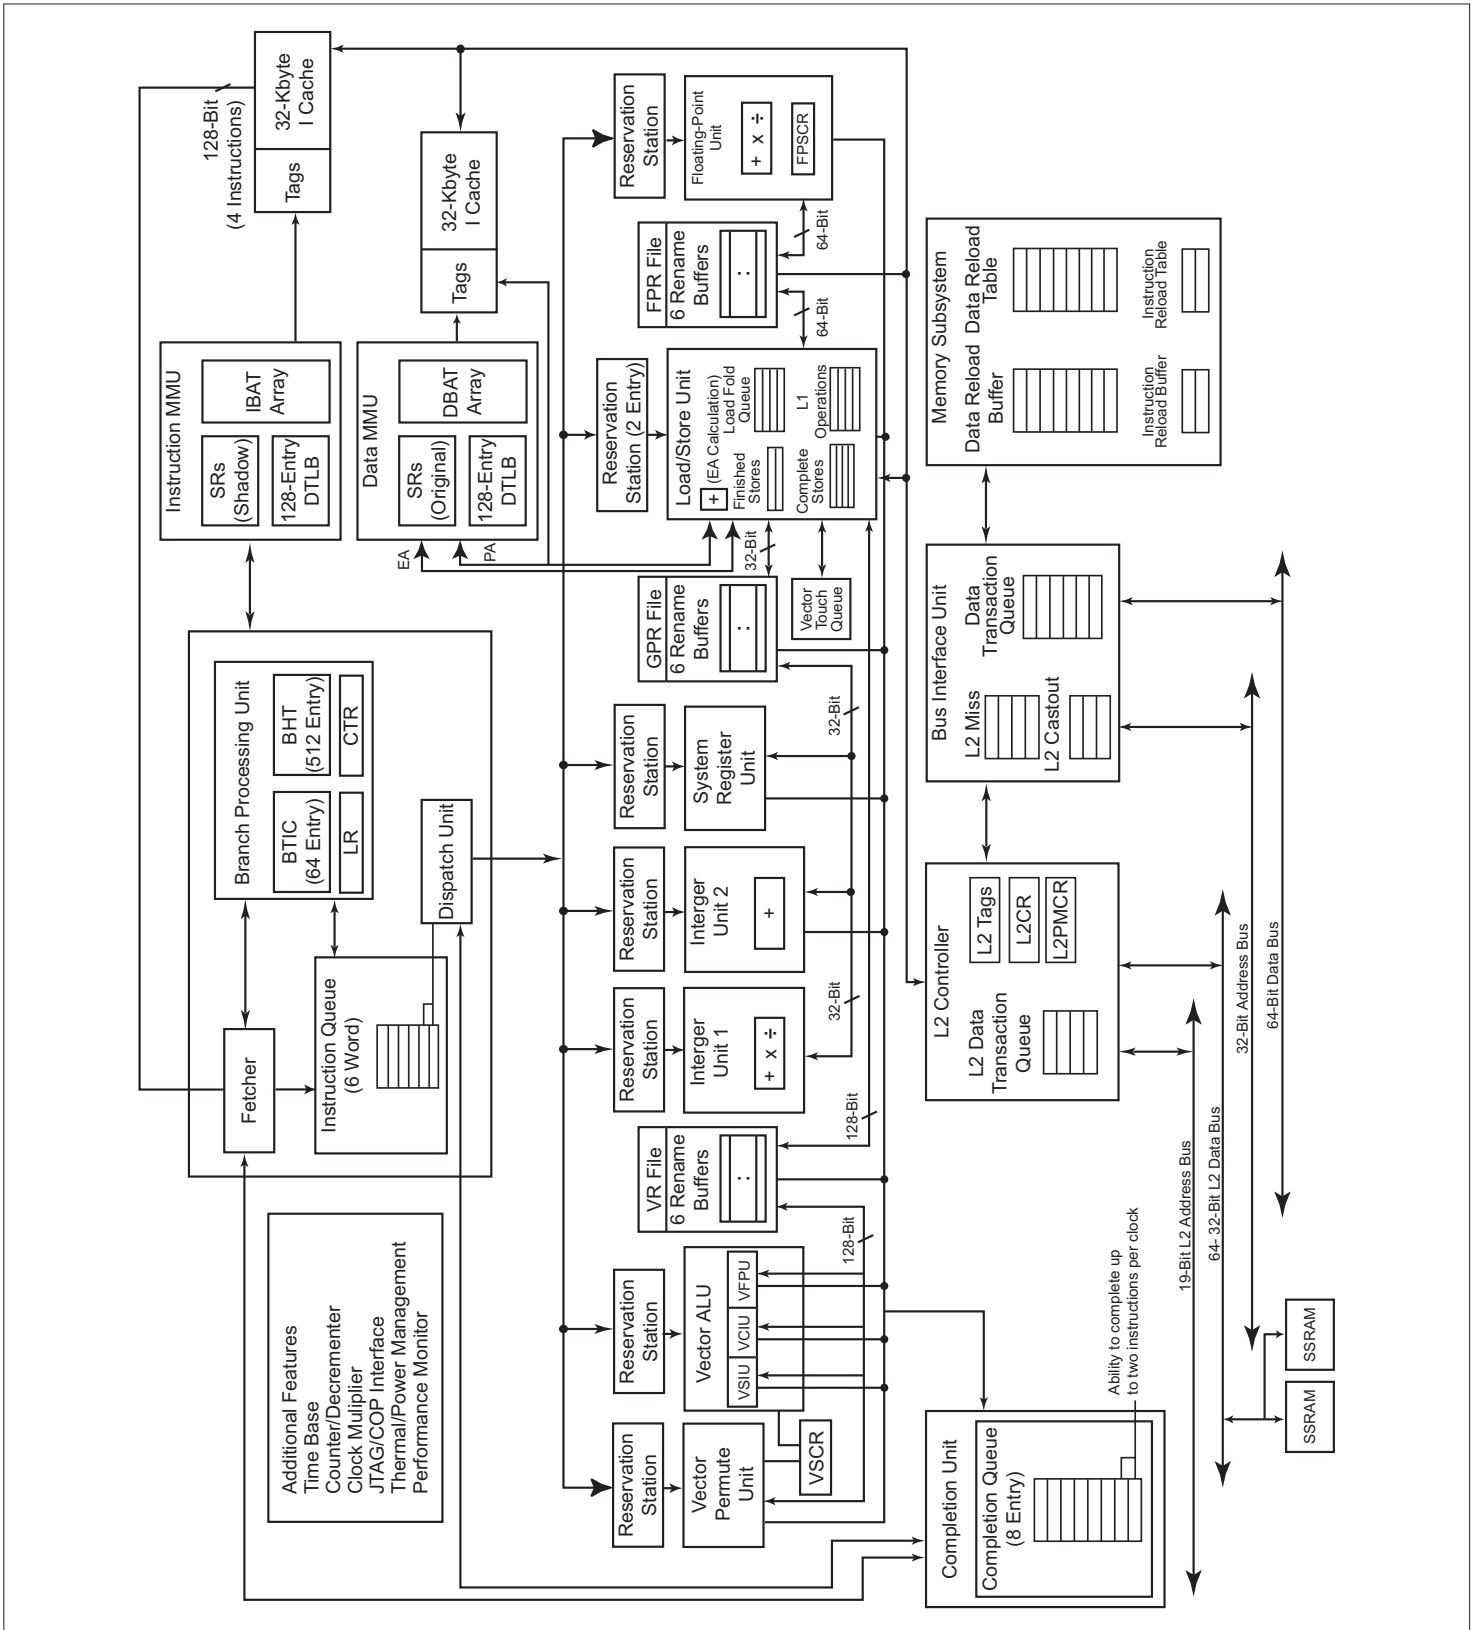 Additional Features
Time Base
Counter/Decrementer
Clock Muliplier
JTAG/COP Interface
Thermal/Power Management
Performance Monitor
Fetcher
Branch Processing Unit
BTIC
(64 Entry)
BHT
(512 Entry)
LR
CTR
Instruction Queue
(6 Word)
Dispatch Unit
Instruction MMU
SRs
(Shadow)
128-Entry
DTLB
IBAT
Array
Data MMU
SRs
(Original)
128-Entry
DTLB
DBAT
Array
EA
PA
128-Bit
(4 Instructions)
Tags
32-Kbyte
I Cache
Tags
32-Kbyte
I Cache
Reservation
Station
Reservation
Station
Reservation
Station
Reservation
Station
Reservation
Station
Reservation
Station (2 Entry)
Reservation
Station
Vector
Permute
Unit
VSCR
Vector ALU
VSIU
VCIU
VFPU
128-Bit
VR File
6 Rename
Buffers
:
128-Bit
Interger
Unit 1
+ x ÷
32-Bit
Interger
Unit 2
+
System
Register
Unit
32-Bit
GPR File
6 Rename
Buffers
:
32-Bit
Vector
Touch
Queue
Load/Store Unit
+
(EA Calculation)
Finished
Stores
Load Fold
Queue
Complete
Stores
L1
Operations
64-Bit
FPR File
6 Rename
Buffers
:
64-Bit
Floating-Point
Unit
+ x ÷
FPSCR
Completion Unit
Completion Queue
(8 Entry)
Ability to complete up
to two instructions per clock
L2 Controller
L2 Data
Transaction
Queue
L2 Tags
L2CR
L2PMCR
Bus Interface Unit
L2 Miss
L2 Castout
Data
Transaction
Queue
Memory Subsystem
Data Reload
Buffer
Data Reload
Table
Instruction
Reload Buffer
Instruction
Reload Table
19-Bit L2 Address Bus
64- 32-Bit L2 Data Bus
32-Bit Address Bus
64-Bit Data Bus
SSRAM
SSRAM